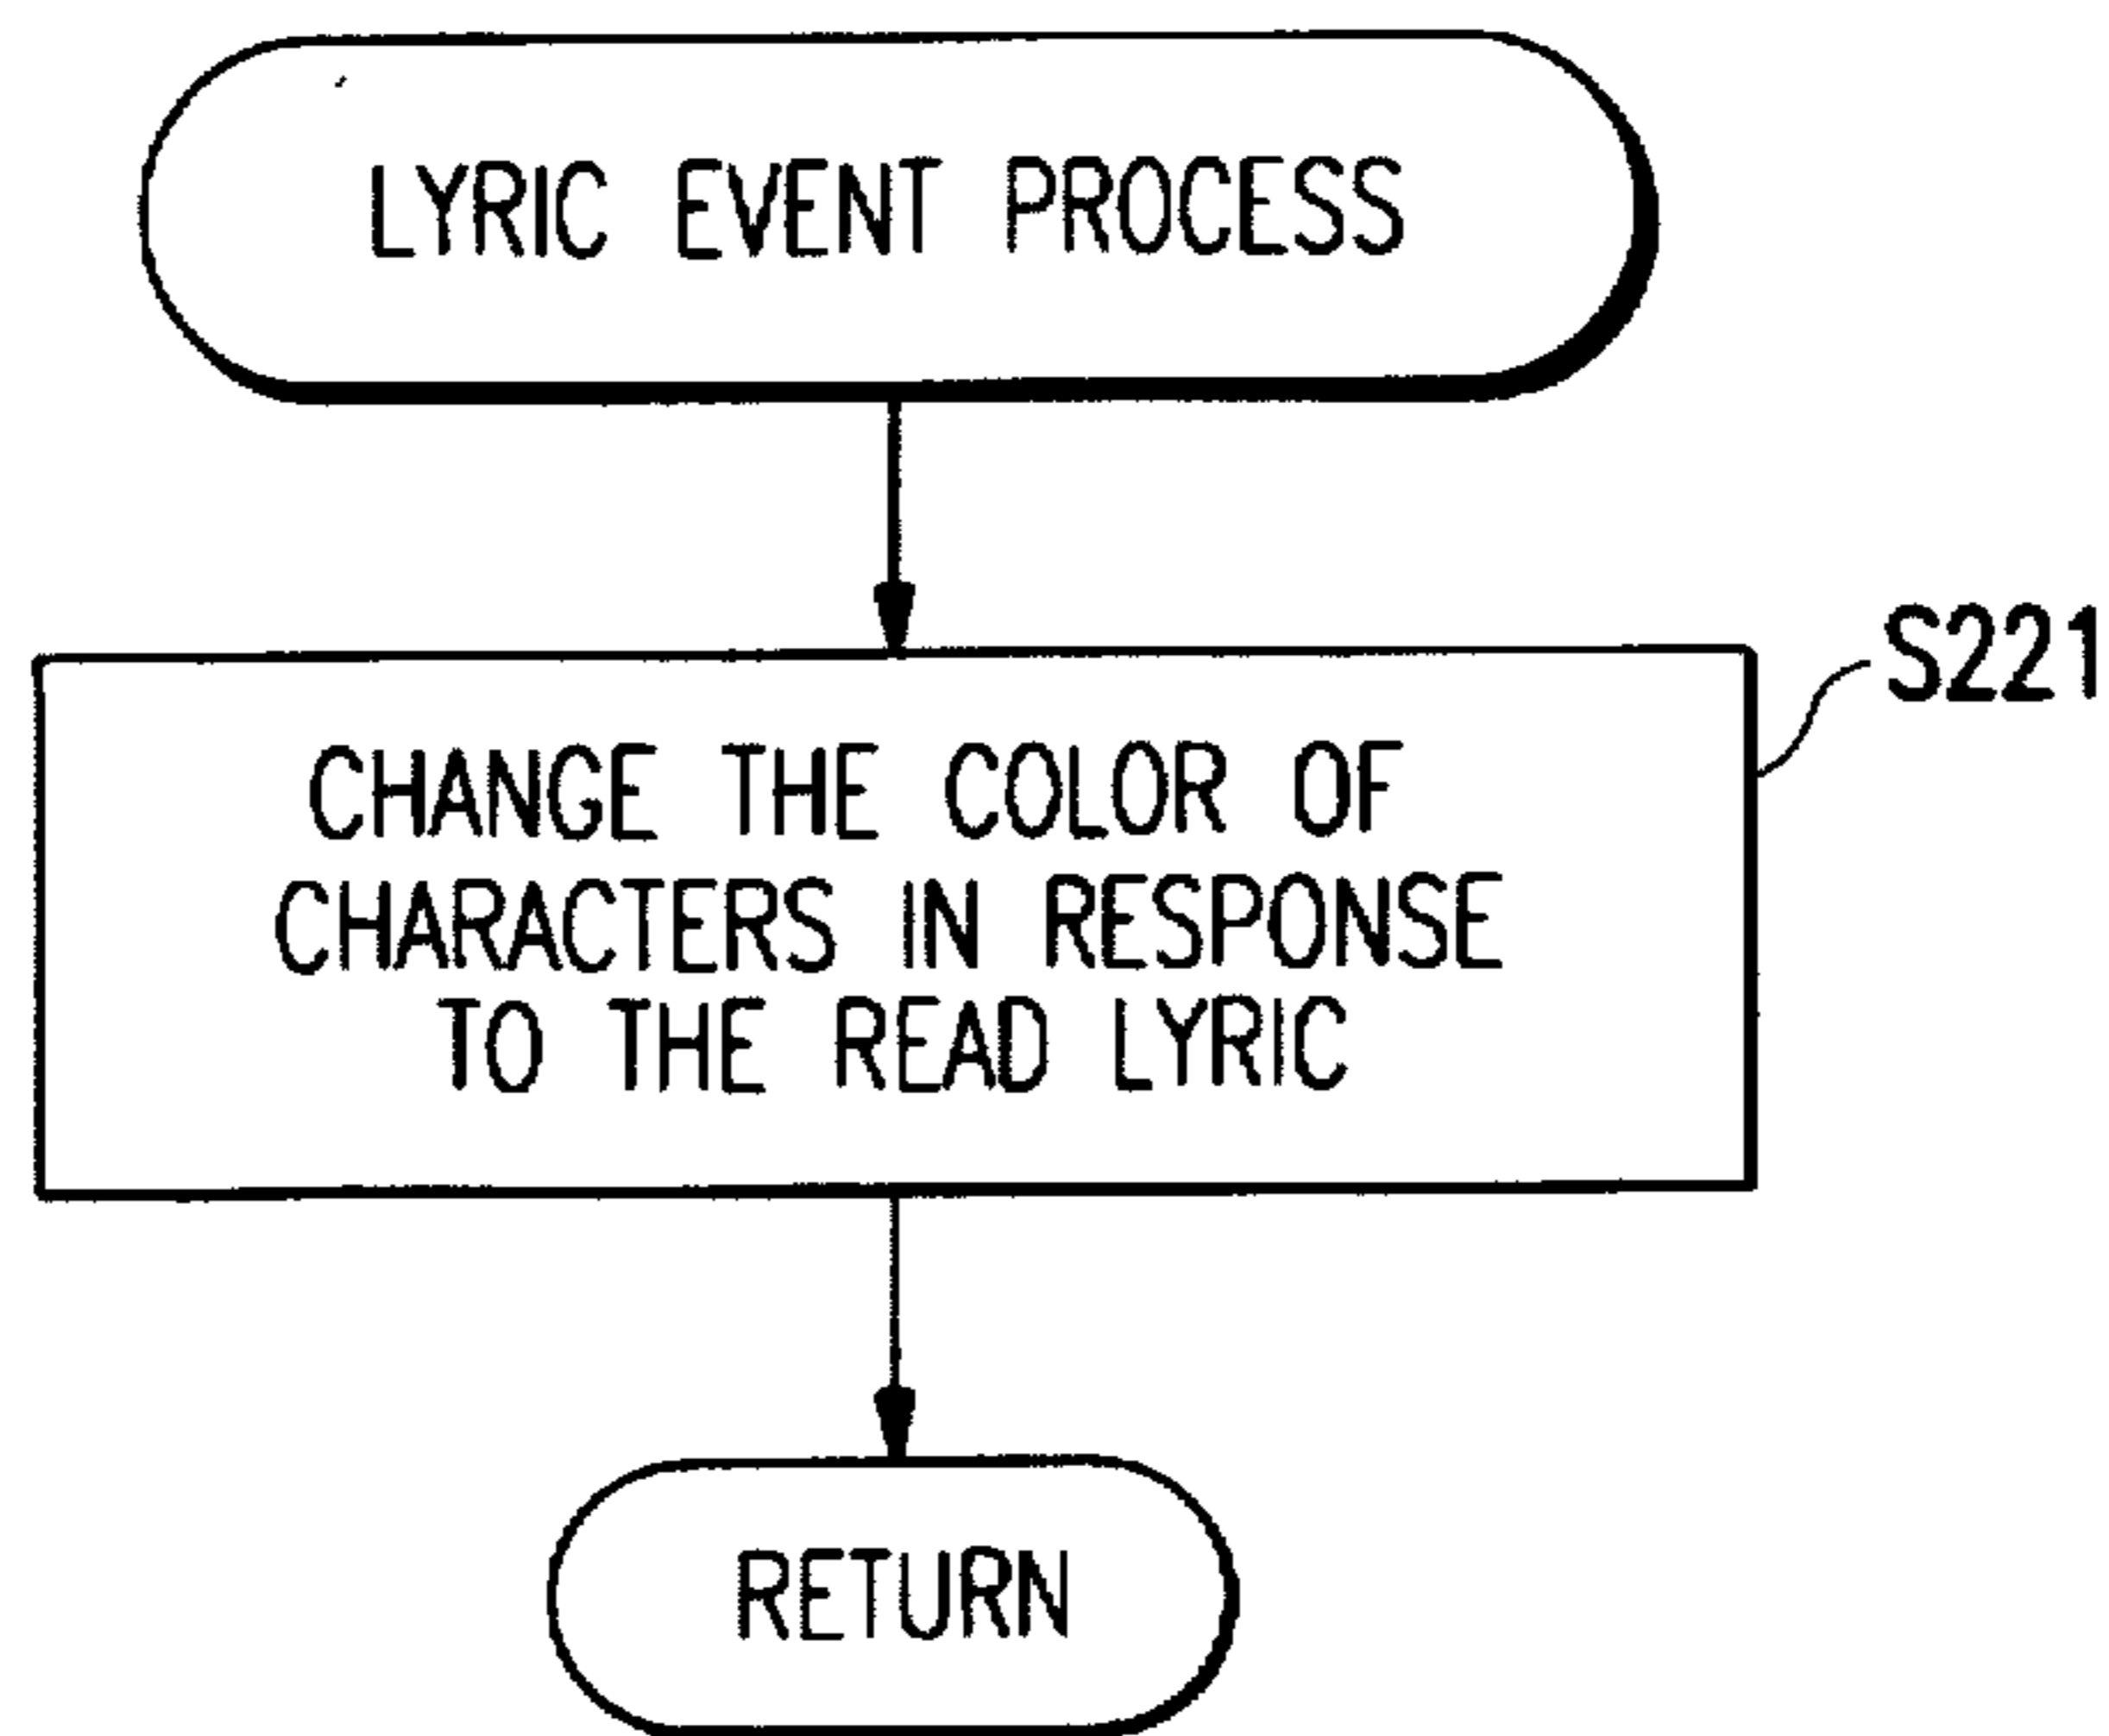 LYRIC EVENT PROCESS
S221
CHANGE THE COLOR OF
CHARACTERS IN RESPONSE
TO THE READ LYRIC
RETURN